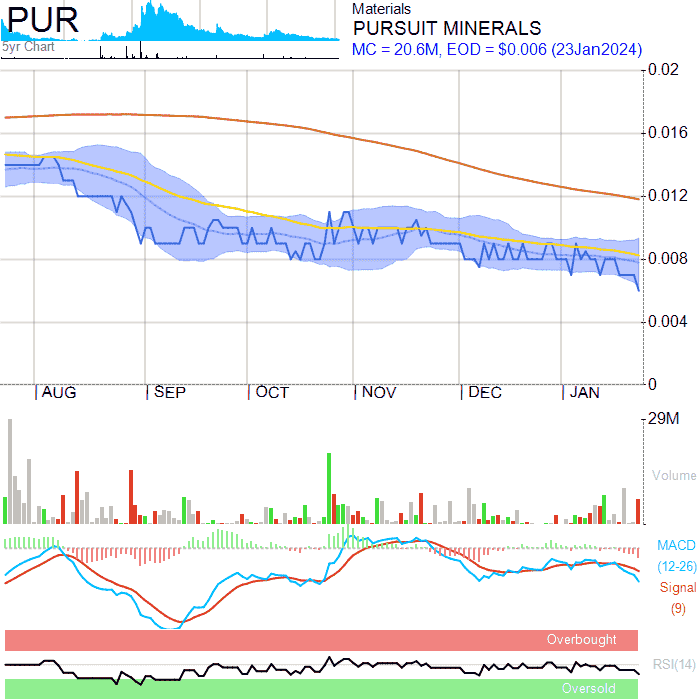 PUR
5yr Chart
Materials
PURSUIT MINERALS
MC = 20.6M, EOD = $0.006 (23Jan2024)
0.02
0.016
0.012
0.008
0.004
0
AUG SEP OCT NOV DEC JAN
29M
Volume
MACD
(12-26)
Signal
(9)
Overbought
RSI(14)
Oversold